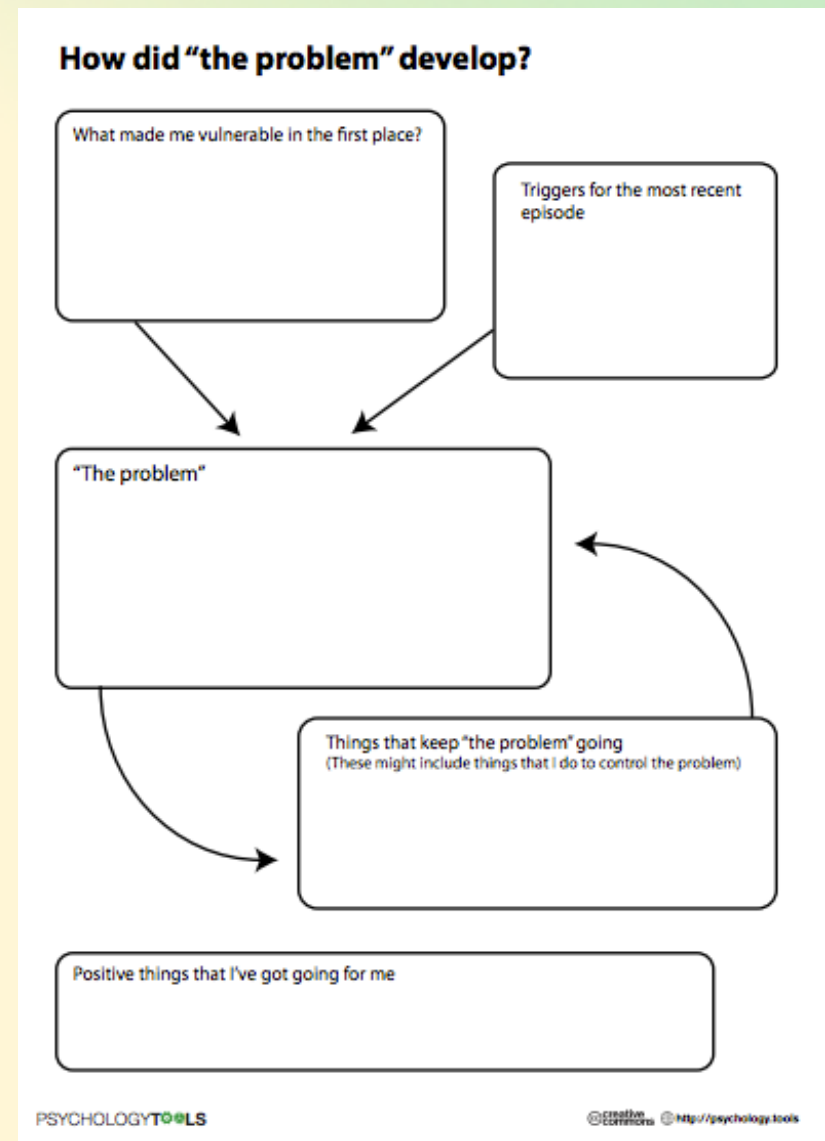 How did “the problem” develop?
What made me vulnerable in the first place?
Triggers for the most recent
episode
“The problem”
Things that keep “the problem” going
(These might include things that I do to control the problem)
Positive things that I’ve got going for me
PSYCHOLOGYTOOLS
creative commons http://psychology.tools